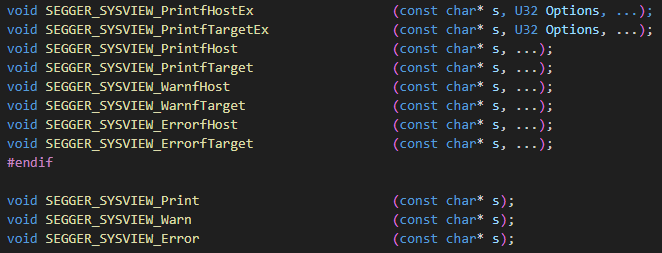 void SEGGER_SYSVIEW_PrintfHostEx (const char* s, U32 Options, ...);
void SEGGER_SYSVIEW_PrintfTargetEx (const char* s, U32 Options, ...);
void SEGGER_SYSVIEW_PrintfHost (const char* s, ...);
void SEGGER_SYSVIEW_PrintfTarget (const char* s, ...);
void SEGGER_SYSVIEW_WarnfHost (const char* s, ...);
void SEGGER_SYSVIEW_WarnfTarget (const char* s, ...);
void SEGGER_SYSVIEW_ErrorfHost (const char* s, ...);
void SEGGER_SYSVIEW_ErrorfTarget (const char* s, ...);
#endif
void SEGGER_SYSVIEW_Print (const char* s);
void SEGGER_SYSVIEW_Warn (const char* s);
void SEGGER_SYSVIEW_Error (const char* s);